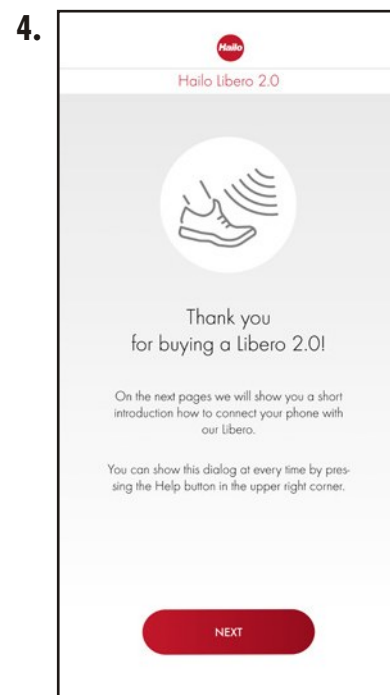 4.
Hailo
Hailo Libero 2.0
Thank you
for buying a Libero 2.0!
On the next pages we will show you a short
introduction how to connect your phone with
our Libero.
You can show this dialog at every time by pres-
sing the Help button in the upper right corner.
NEXT